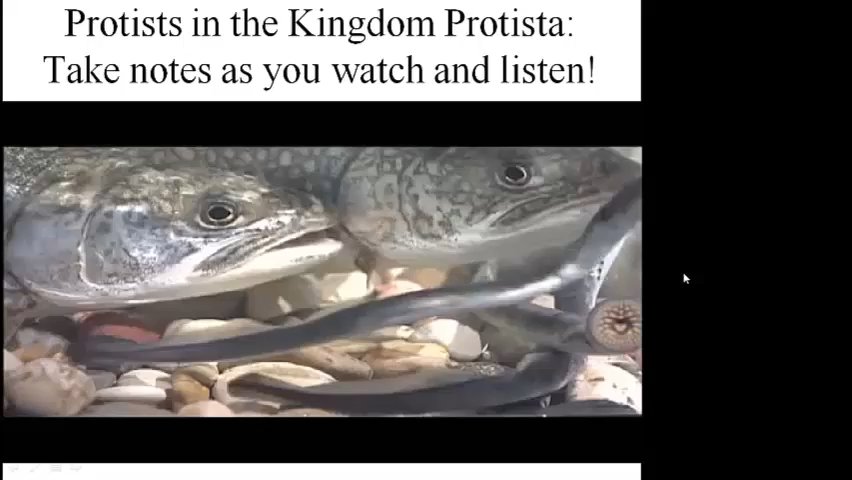 Protists in the Kingdom Protista:
Take notes as you watch and listen!